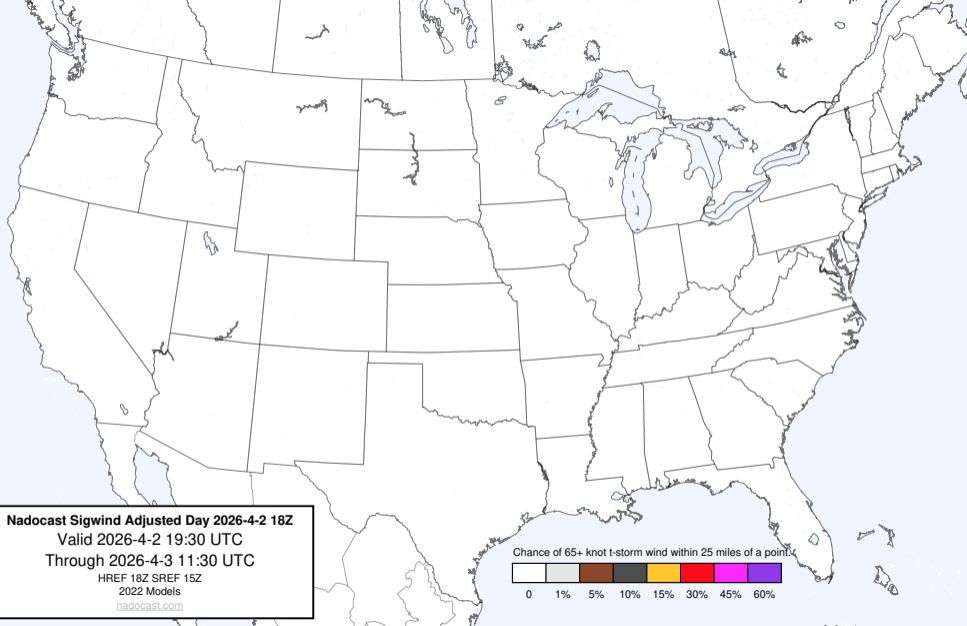 Nadocast Sigwind Adjusted Day 2026-4-2 18Z
Valid 2026-4-2 19:30 UTC
Through 2026-4-3 11:30 UTC
HREF 18Z SREF 15Z
2022 Models
nadocast.com
Chance of 65+ knot t-storm wind within 25 miles of a point.
0 1% 5% 10% 15% 30% 45% 60%